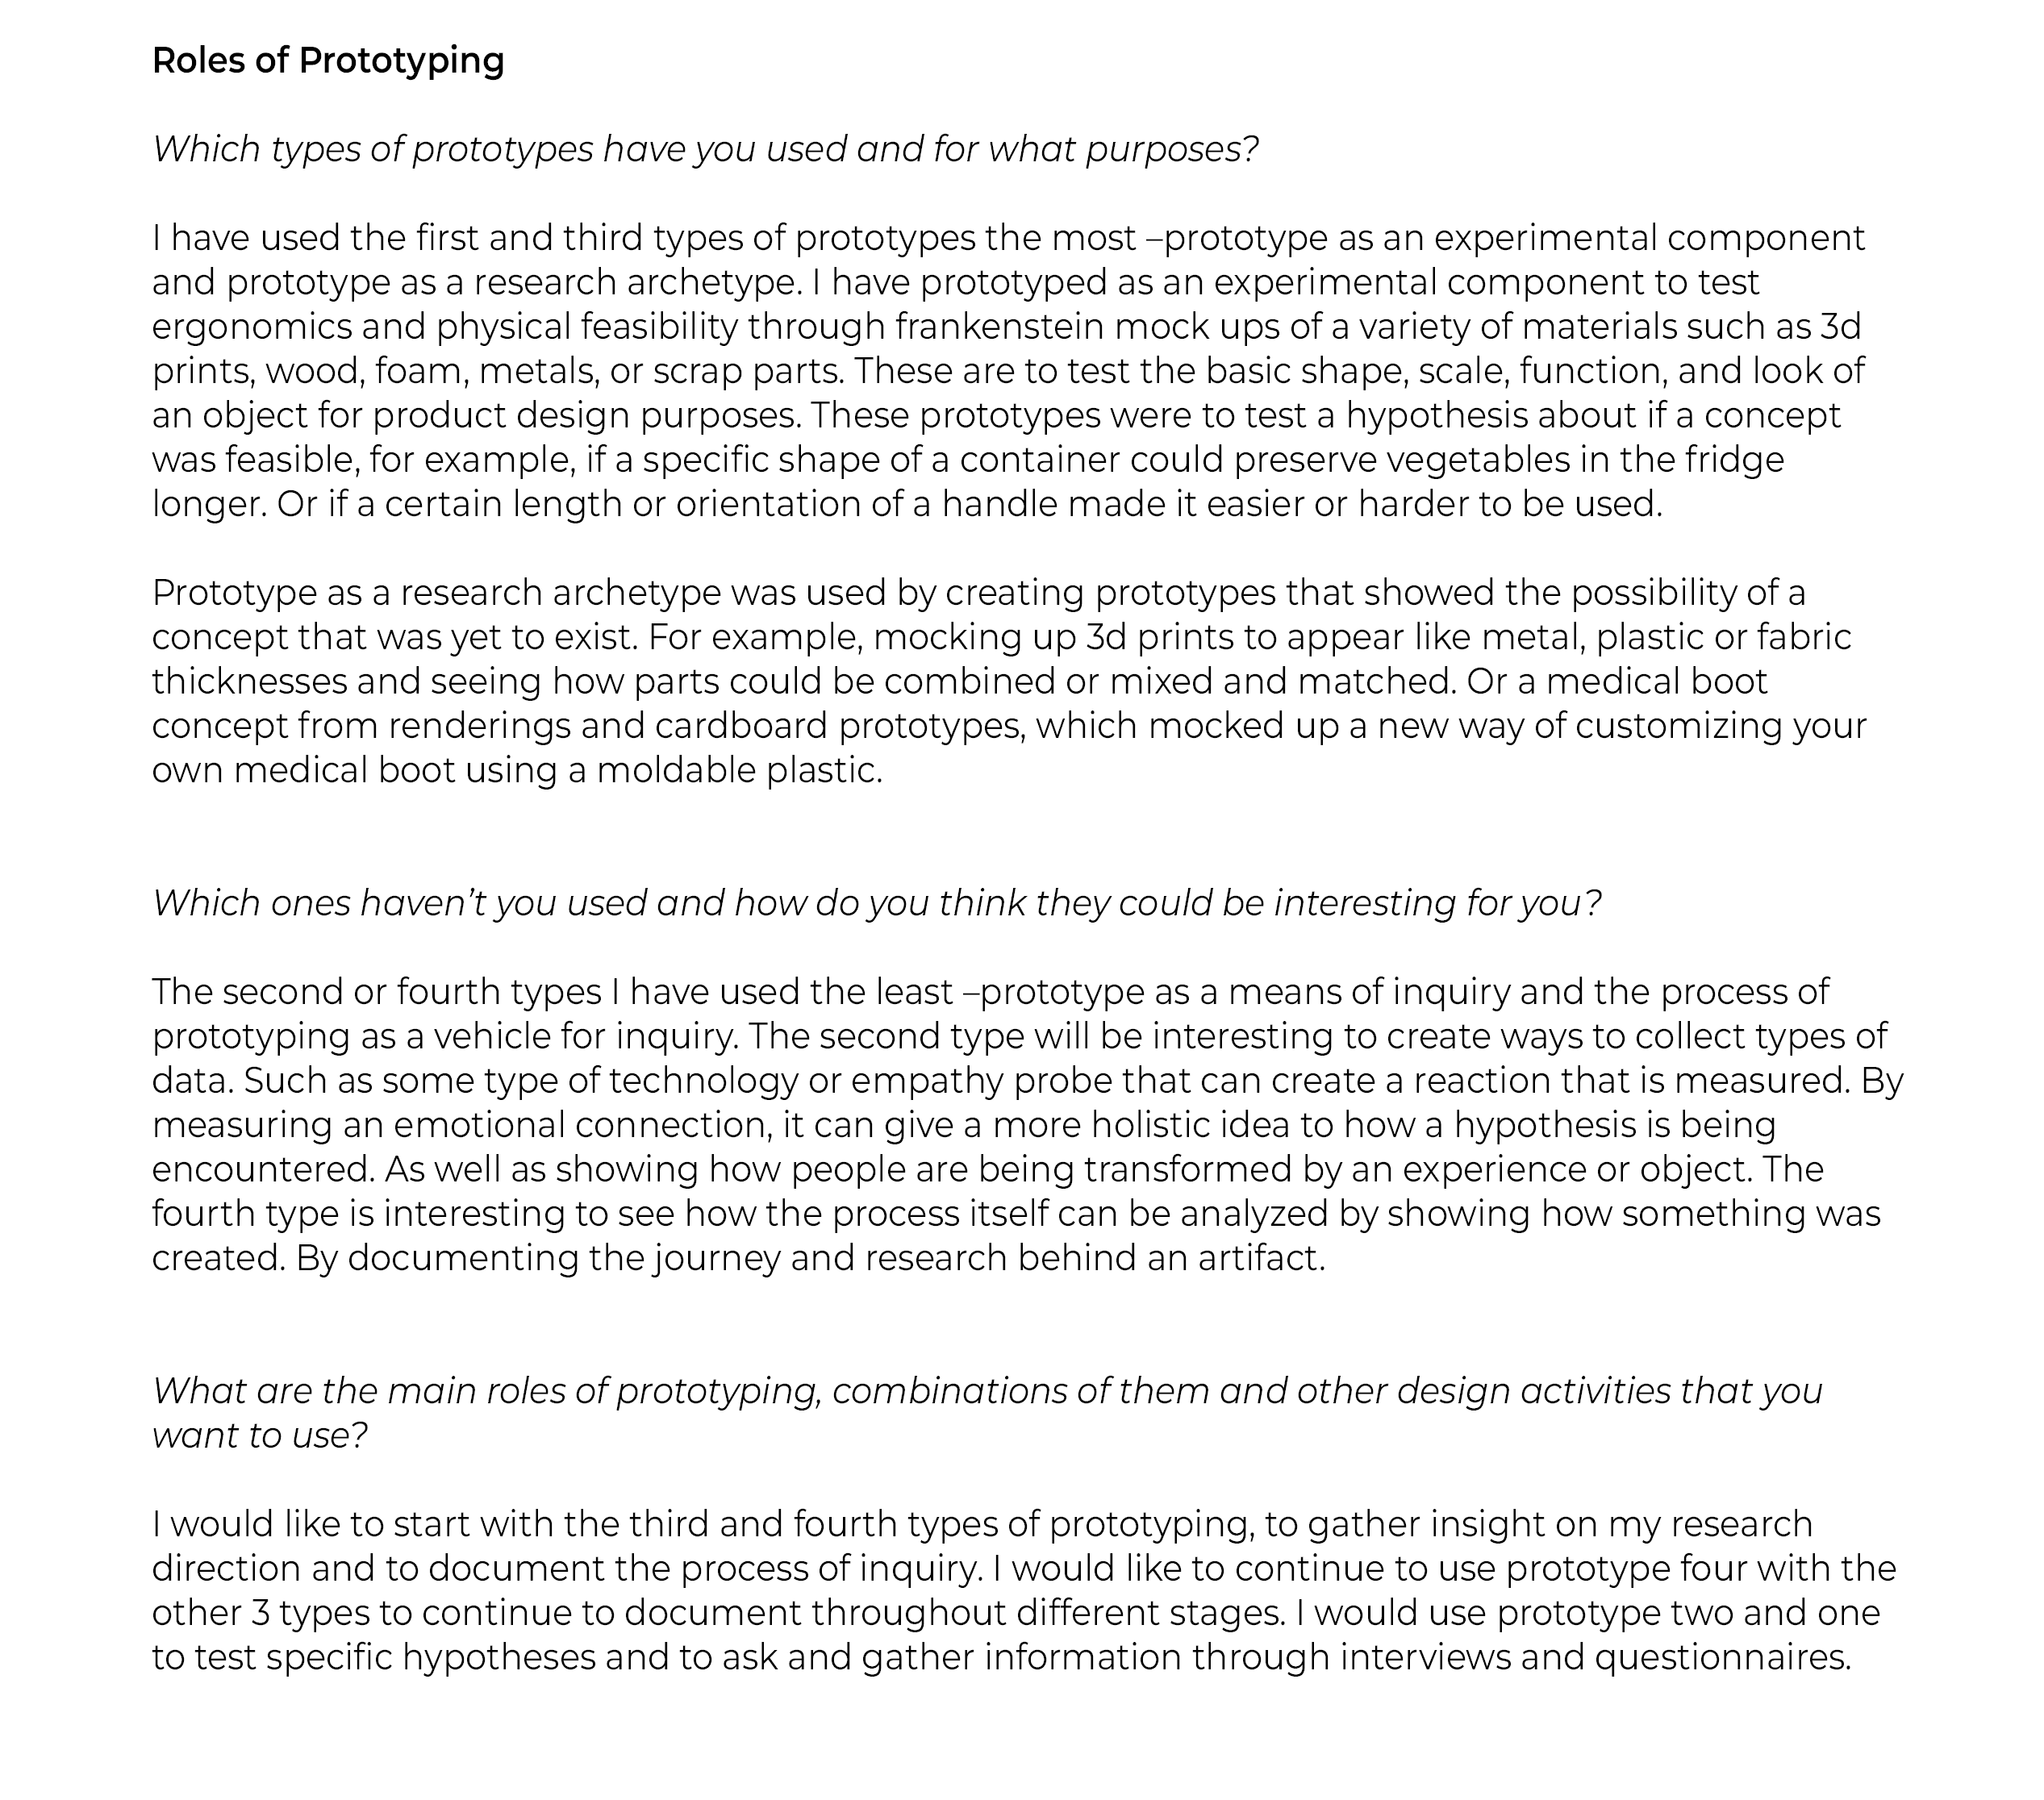 Roles of Prototyping
Which types of prototypes have you used and for what purposes?
I have used the first and third types of prototypes the most –prototype as an experimental component
and prototype as a research archetype. I have prototyped as an experimental component to test
ergonomics and physical feasibility through frankenstein mock ups of a variety of materials such as 3d
prints, wood, foam, metals, or scrap parts. These are to test the basic shape, scale, function, and look of
an object for product design purposes. These prototypes were to test a hypothesis about if a concept
was feasible, for example, if a specific shape of a container could preserve vegetables in the fridge
longer. Or if a certain length or orientation of a handle made it easier or harder to be used.
Prototype as a research archetype was used by creating prototypes that showed the possibility of a
concept that was yet to exist. For example, mocking up 3d prints to appear like metal, plastic or fabric
thicknesses and seeing how parts could be combined or mixed and matched. Or a medical boot
concept from renderings and cardboard prototypes, which mocked up a new way of customizing your
own medical boot using a moldable plastic.
Which ones haven’t you used and how do you think they could be interesting for you?
The second or fourth types I have used the least –prototype as a means of inquiry and the process of
prototyping as a vehicle for inquiry. The second type will be interesting to create ways to collect types of
data. Such as some type of technology or empathy probe that can create a reaction that is measured. By
measuring an emotional connection, it can give a more holistic idea to how a hypothesis is being
encountered. As well as showing how people are being transformed by an experience or object. The
fourth type is interesting to see how the process itself can be analyzed by showing how something was
created. By documenting the journey and research behind an artifact.
What are the main roles of prototyping, combinations of them and other design activities that you
want to use?
I would like to start with the third and fourth types of prototyping, to gather insight on my research
direction and to document the process of inquiry. I would like to continue to use prototype four with the
other 3 types to continue to document throughout different stages. I would use prototype two and one
to test specific hypotheses and to ask and gather information through interviews and questionnaires.